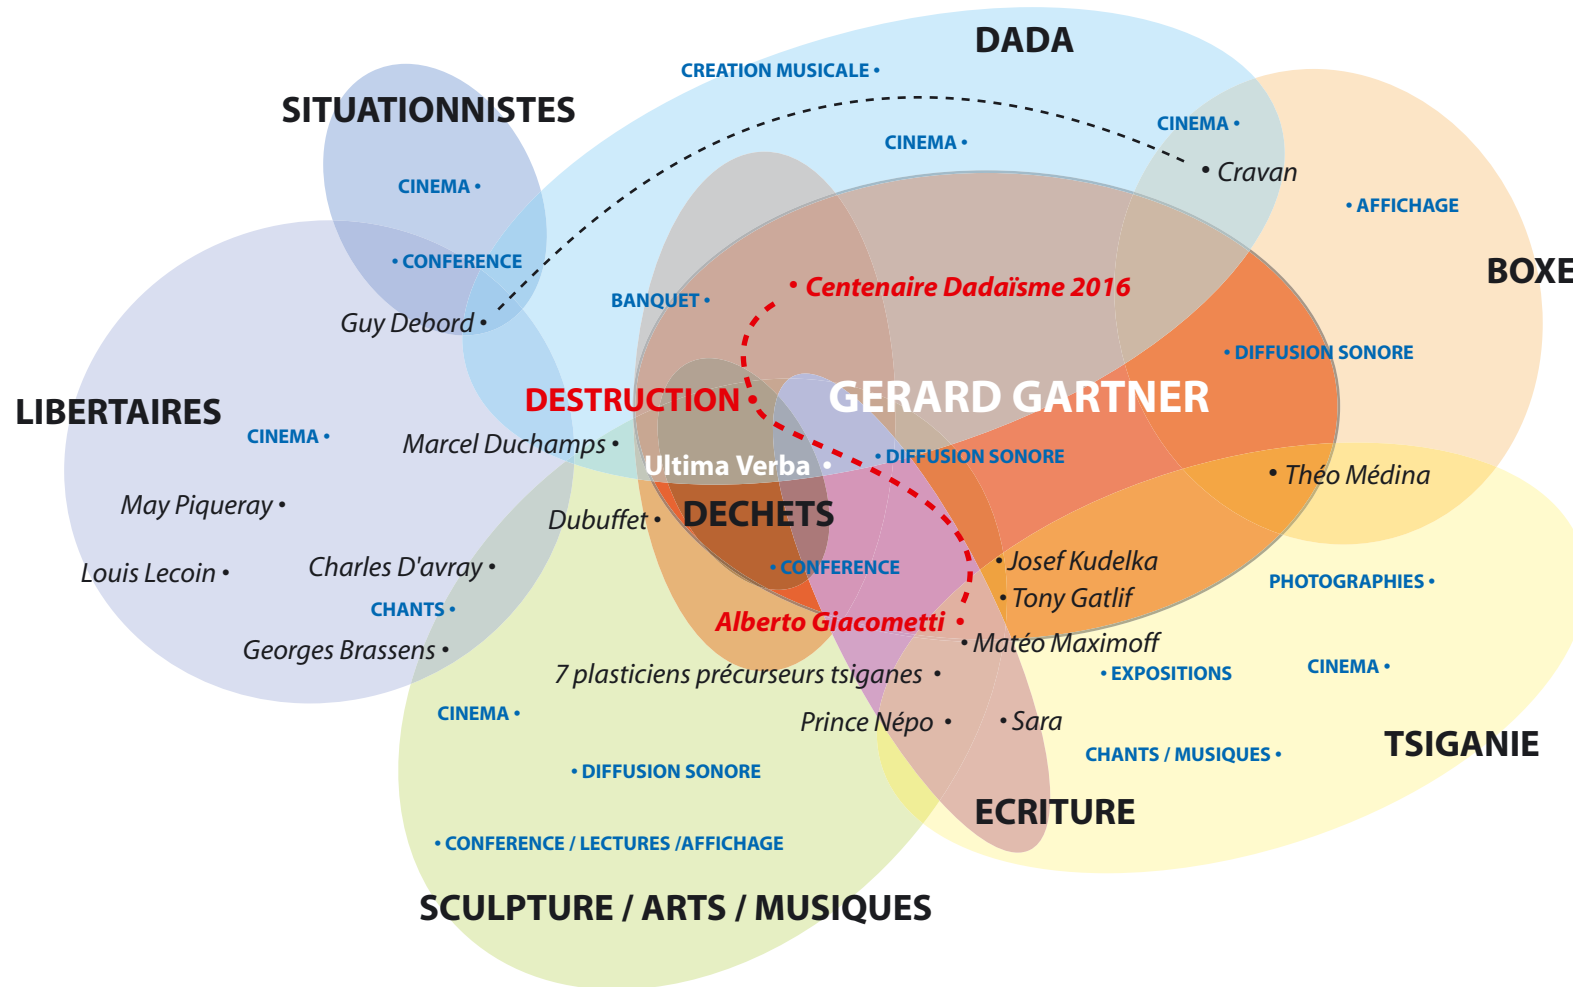 DADA
CREATION MUSICALE •
SITUATIONNISTES
CINEMA •
CINEMA •
• Cravan
CINEMA •
• AFFICHAGE
• CONFERENCE
BOXE
• Centenaire Dadaïsme 2016
BANQUET •
Guy Debord •
• DIFFUSION SONORE
DESTRUCTION •
GERARD GARTNER
LIBERTAIRES
CINEMA •
Marcel Duchamps •
• DIFFUSION SONORE
Ultima Verba •
• Théo Médina
May Piqueray •
Dubuffet •
DECHETS
• Josef Kudelka
Louis Lecoin •
Charles D'avray •
• CONFERENCE
PHOTOGRAPHIES •
• Tony Gatlif
CHANTS •
Alberto Giacometti •
• Matéo Maximoff
Georges Brassens •
CINEMA •
7 plasticiens précurseurs tsiganes •
• EXPOSITIONS
CINEMA •
Prince Népo •
• Sara
TSIGANIE
CHANTS / MUSIQUES •
• DIFFUSION SONORE
ECRITURE
• CONFERENCE / LECTURES /AFFICHAGE
SCULPTURE / ARTS / MUSIQUES